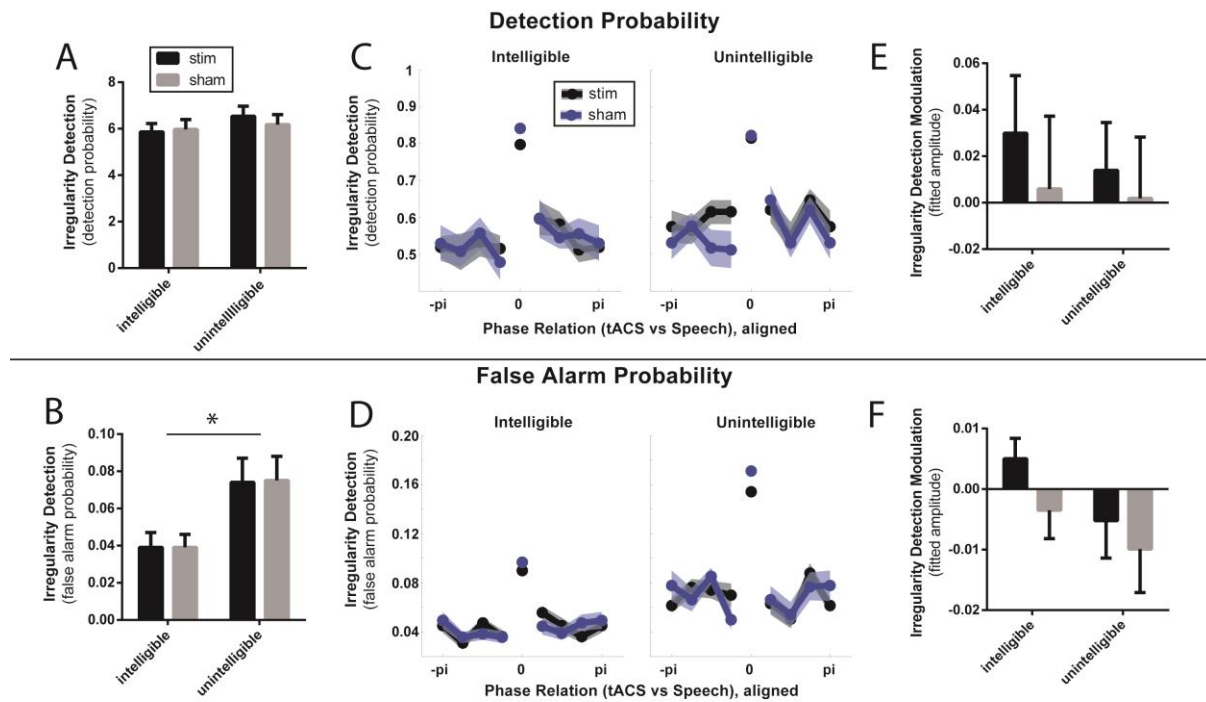 Detection Probability
A
stim
sham
Irregularity Detection
(detection probability)
8
6
4
2
0
intelligible
unintellligible
C
Intelligible
Unintelligible
stim
sham
Irregularity Detection
(detection probability)
1
0.9
0.8
0.7
0.6
0.5
-pi
0
pi
-pi
0
pi
Phase Relation (tACS vs Speech), aligned
E
Irregularity Detection Modulation
(fitted amplitude)
0.06
0.04
0.02
0.00
-0.02
intelligible
unintelligible
False Alarm Probability
B
*
Irregularity Detection
(false alarm probability)
0.10
0.08
0.06
0.04
0.02
0.00
intelligible
unintelligible
D
Intelligible
Unintelligible
Irregularity Detection
(false alarm probability)
0.20
0.16
0.12
0.08
0.04
-pi
0
pi
-pi
0
pi
Phase Relation (tACS vs Speech), aligned
F
Irregularity Detection Modulation
(fitted amplitude)
0.01
0.00
-0.01
-0.02
intelligible
unintelligible